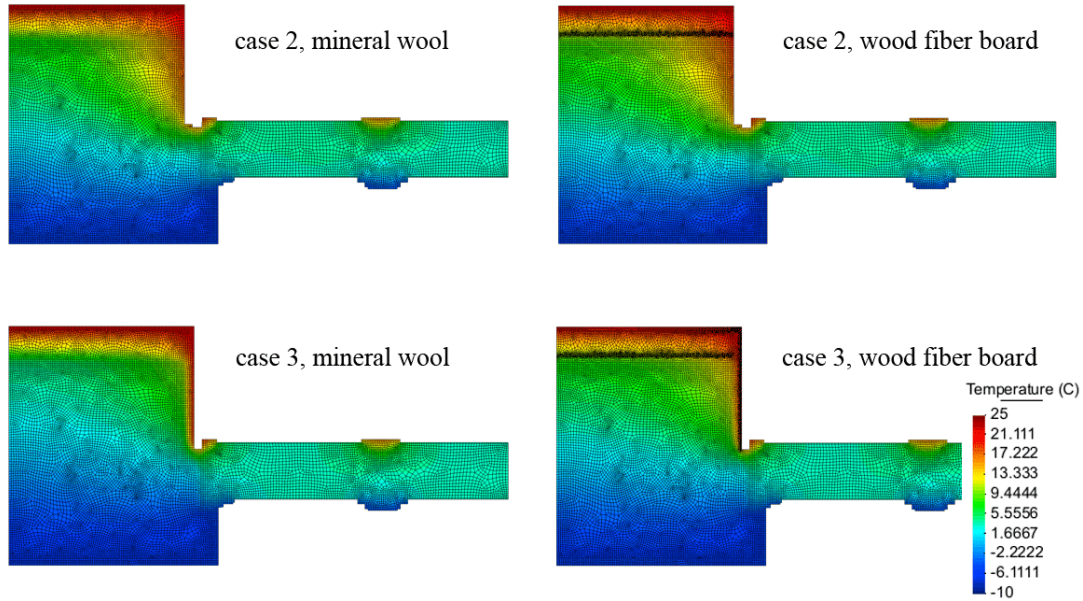 case 2, mineral wool
case 2, wood fiber board
case 3, mineral wool
case 3, wood fiber board
Temperature (C)
25
21.111
17.222
13.333
9.4444
5.5556
1.6667
-2.2222
-6.1111
-10